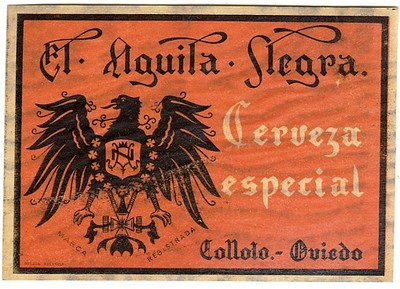 El · Aguila · Negra.
Cerveza
especial
MARCA REGISTRADA
Colloto.- Oviedo